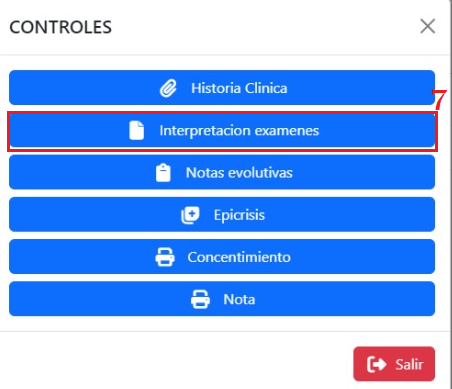 CONTROLES
Historia Clinica
7
Interpretacion examenes
Notas evolutivas
Epicrisis
Concentimiento
Nota
Salir